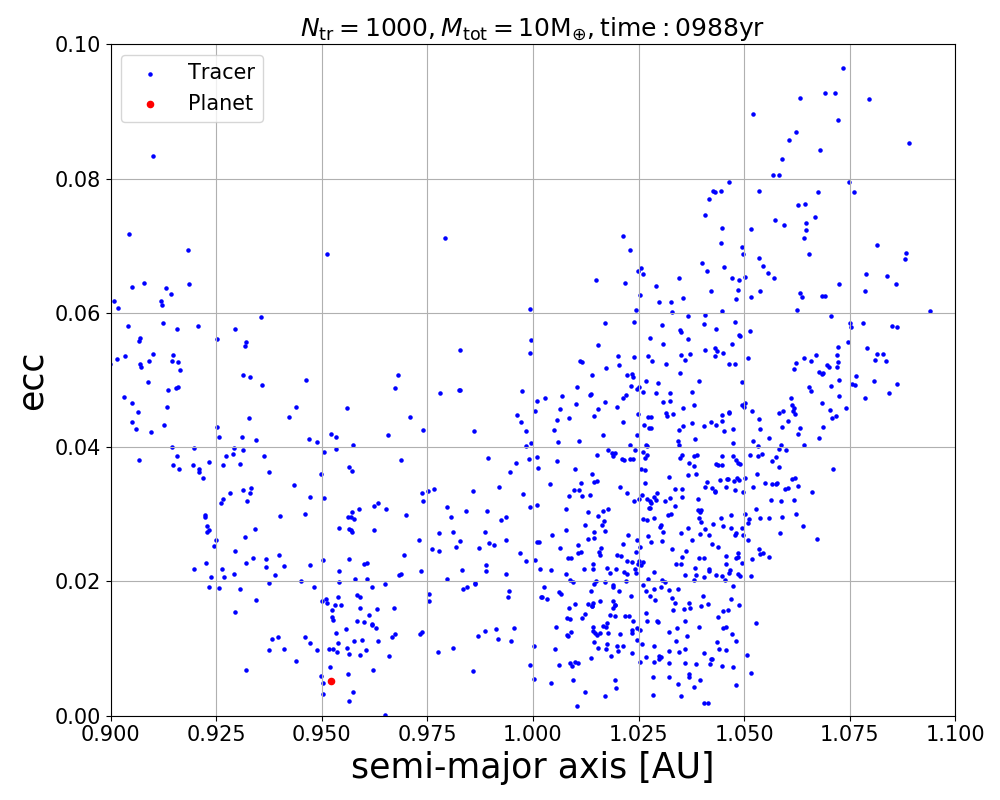 N_tr = 1000, M_tot = 10M_⊕, time : 0988yr
Tracer
Planet
ecc
0.10
0.08
0.06
0.04
0.02
0.00
0.900 0.925 0.950 0.975 1.000 1.025 1.050 1.075 1.100
semi-major axis [AU]